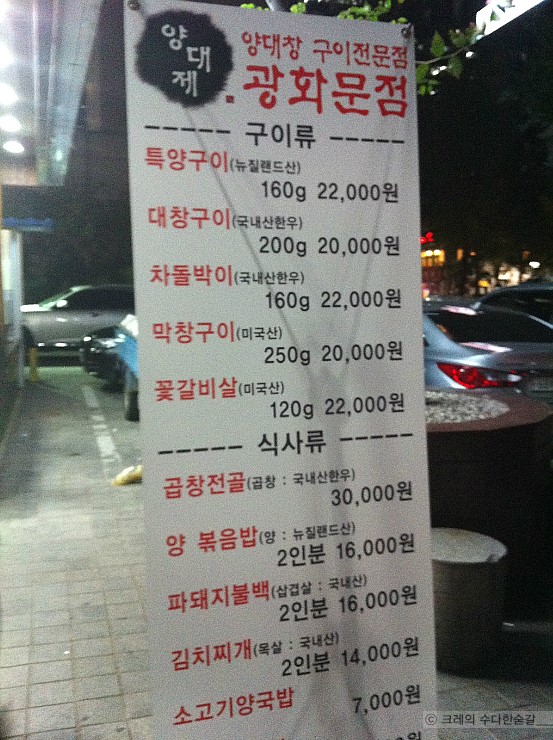 양대제
양대창 구이전문점
광화문점
----- 구이류 -----
특양구이(뉴질랜드산)
160g 22,000원
대창구이(국내산한우)
200g 20,000원
차돌박이(국내산한우)
160g 22,000원
막창구이(미국산)
250g 20,000원
꽃갈비살(미국산)
120g 22,000원
----- 식사류 -----
곱창전골(곱창 : 국내산한우)
30,000원
양 볶음밥(양 : 뉴질랜드산)
2인분 16,000원
파돼지불백(삼겹살 : 국내산)
2인분 16,000원
김치찌개(목살 : 국내산)
2인분 14,000원
소고기양국밥 7,000원
© 크레의 수다한숟갈